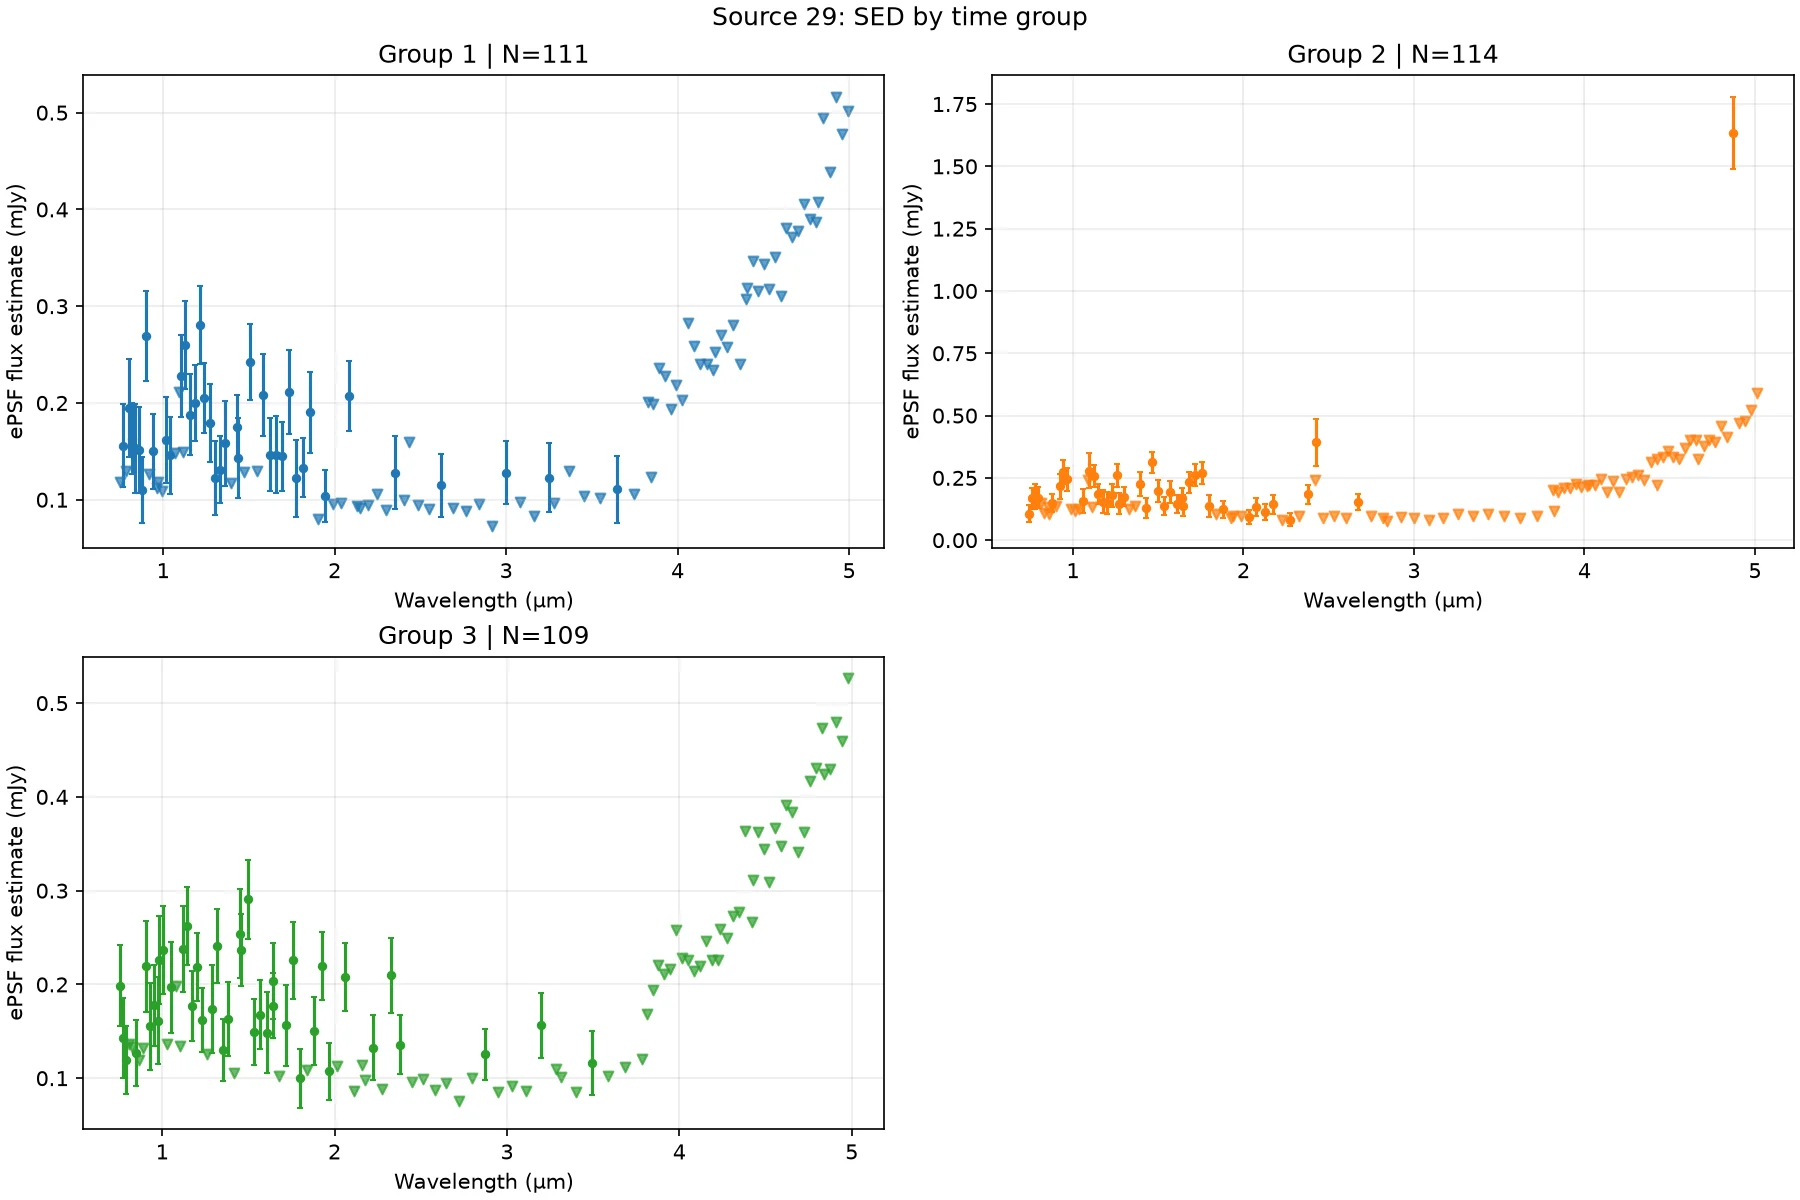 Source 29: SED by time group
Group 1 | N=111
ePSF flux estimate (mJy)
0.5
0.4
0.3
0.2
0.1
1 2 3 4 5
Wavelength (µm)
Group 2 | N=114
ePSF flux estimate (mJy)
1.75
1.50
1.25
1.00
0.75
0.50
0.25
0.00
1 2 3 4 5
Wavelength (µm)
Group 3 | N=109
ePSF flux estimate (mJy)
0.5
0.4
0.3
0.2
0.1
1 2 3 4 5
Wavelength (µm)